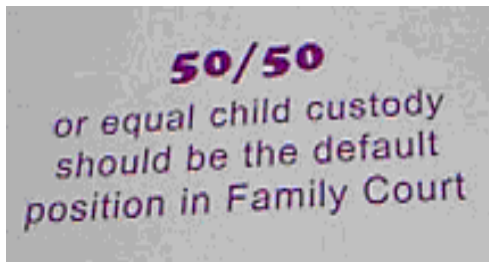 50/50
or equal child custody
should be the default
position in Family Court